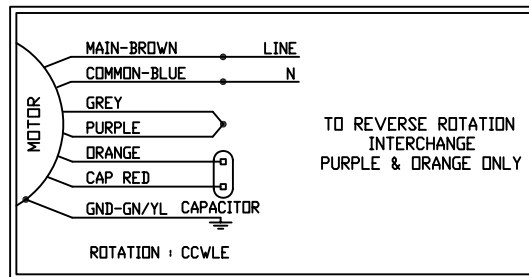 MAIN-BROWN LINE
COMMON-BLUE N
GREY
PURPLE
ORANGE
CAP RED
GND-GN/YL CAPACITOR
MOTOR
ROTATION : CCWLE
TO REVERSE ROTATION
INTERCHANGE
PURPLE & ORANGE ONLY